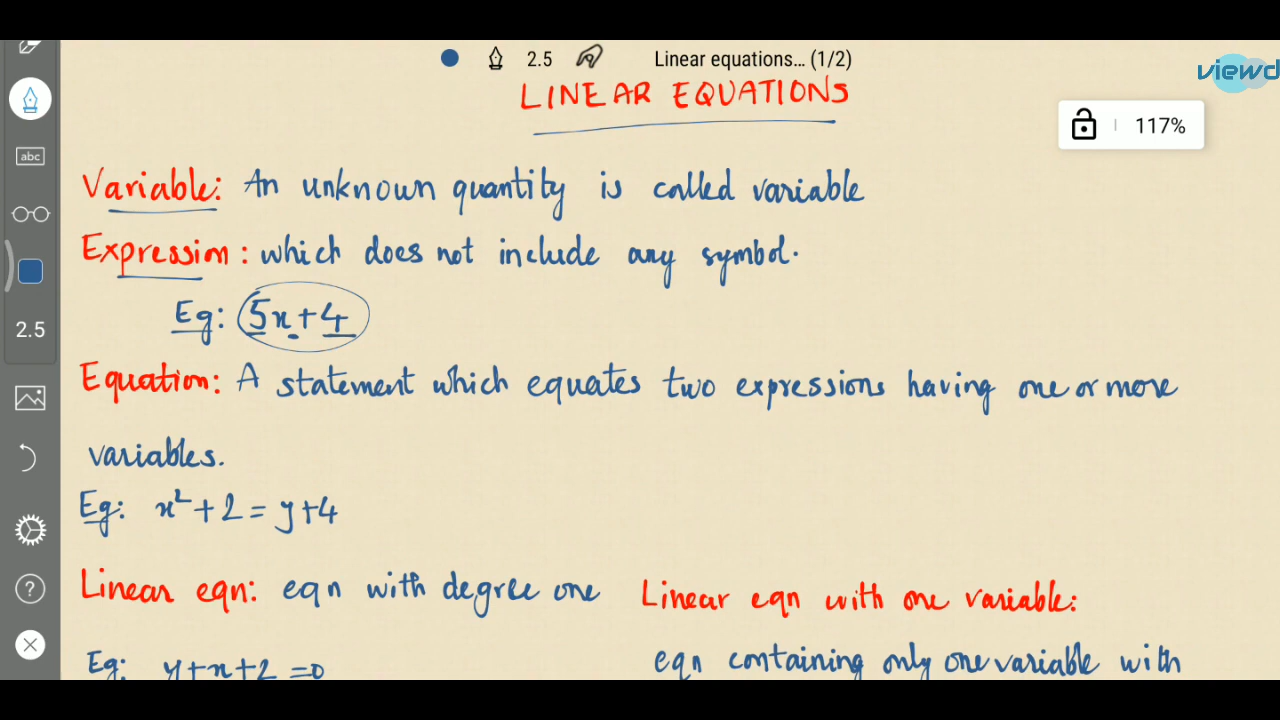 2.5 Linear equations... (1/2)
viewd
LINEAR EQUATIONS
117%
abc
Variable: An unknown quantity is called variable
Expression: which does not include any symbol.
Eg: 5x+4
2.5
Equation: A statement which equates two expressions having one or more
variables.
Eg: x²+2=y+4
Linear eqn: eqn with degree one
Eg: y+x+2=0
Linear eqn with one variable:
eqn containing only one variable with